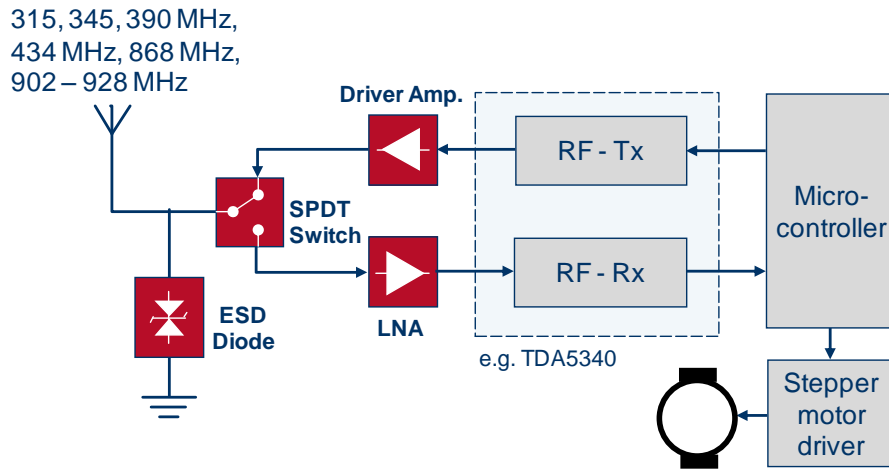 315, 345, 390 MHz,
434 MHz, 868 MHz,
902 – 928 MHz
Driver Amp.
RF - Tx
Micro-
controller
SPDT
Switch
RF - Rx
LNA
ESD
Diode
e.g. TDA5340
Stepper
motor
driver